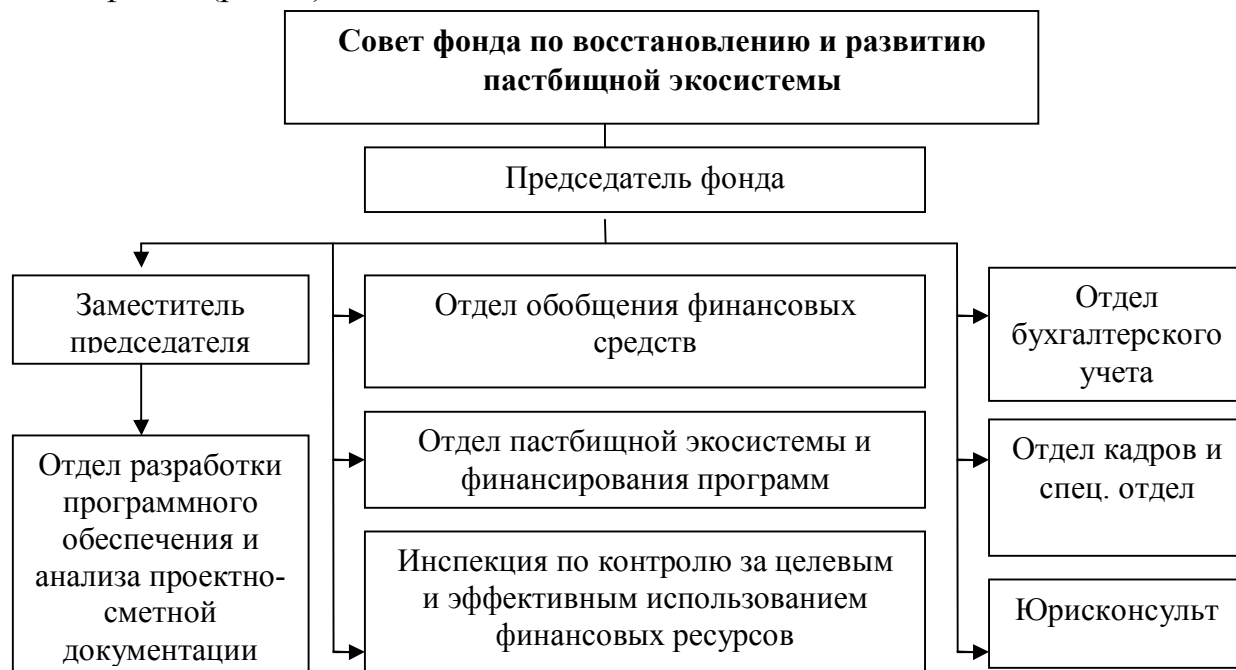 Совет фонда по восстановлению и развитию
пастбищной экосистемы
Председатель фонда
Заместитель
председателя
Отдел обобщения финансовых
средств
Отдел
бухгалтерского
учета
Отдел разработки
программного
обеспечения и
анализа проектно-
сметной
документации
Отдел пастбищной экосистемы и
финансирования программ
Отдел кадров и
спец. отдел
Инспекция по контролю за целевым
и эффективным использованием
финансовых ресурсов
Юрисконсульт